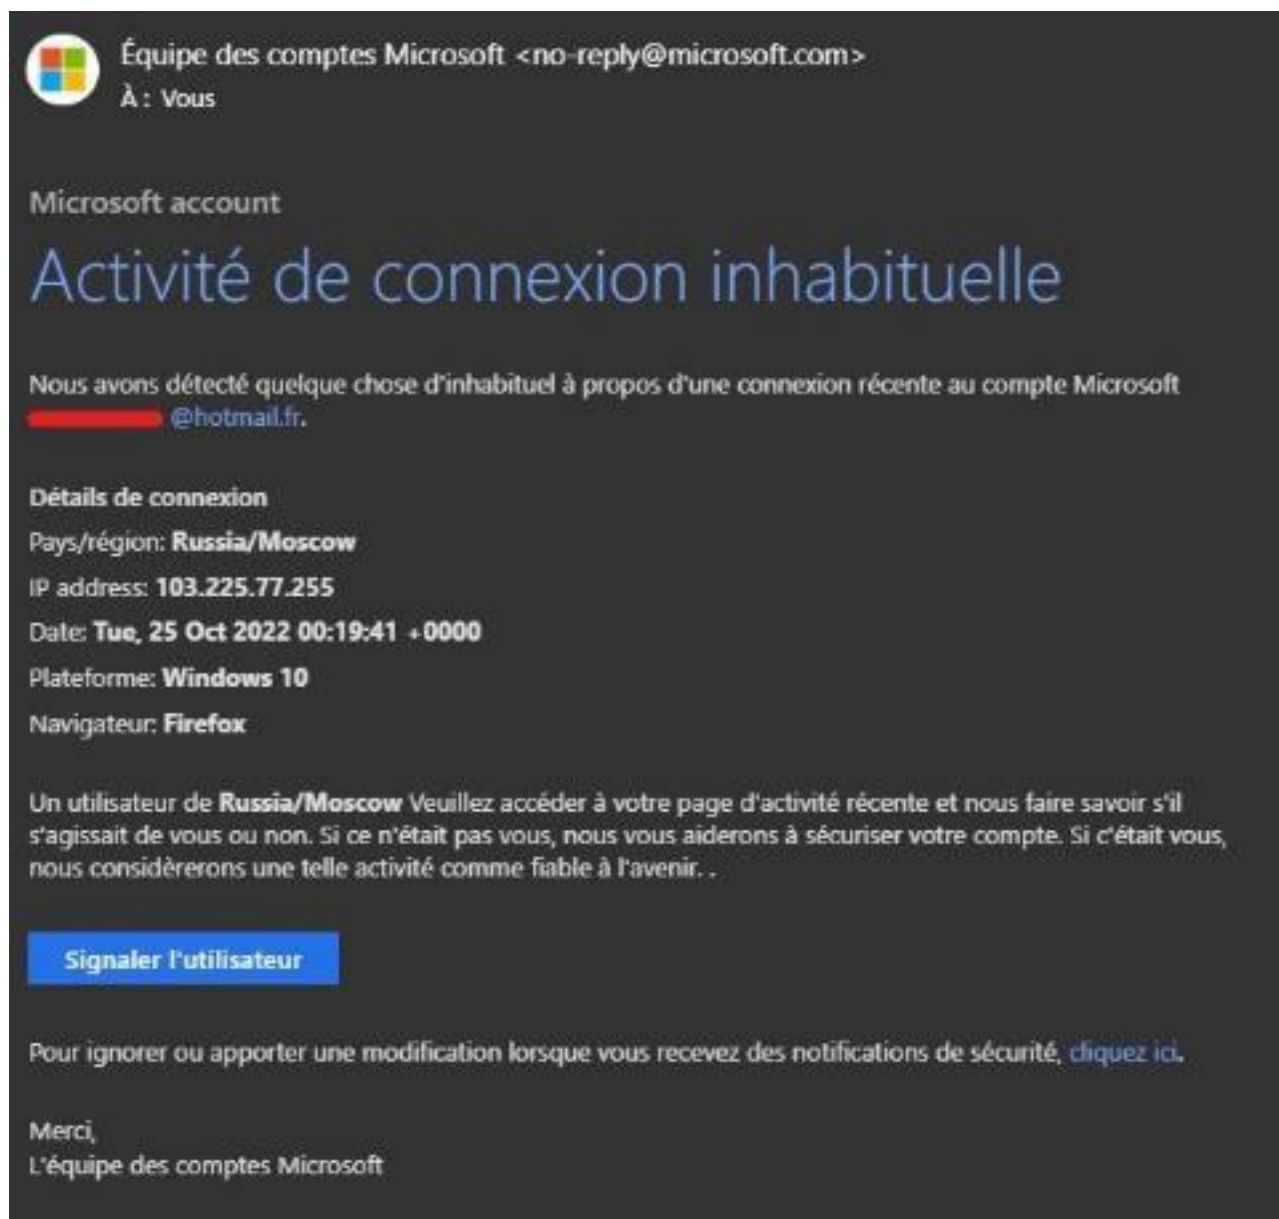 Équipe des comptes Microsoft <no-reply@microsoft.com>
À : Vous
Microsoft account
Activité de connexion inhabituelle
Nous avons détecté quelque chose d'inhabituel à propos d'une connexion récente au compte Microsoft
@hotmail.fr.
Détails de connexion
Pays/région: Russia/Moscow
IP address: 103.225.77.255
Date: Tue, 25 Oct 2022 00:19:41 +0000
Plateforme: Windows 10
Navigateur: Firefox
Un utilisateur de Russia/Moscow Veuillez accéder à votre page d'activité récente et nous faire savoir s'il
s'agissait de vous ou non. Si ce n'était pas vous, nous vous aiderons à sécuriser votre compte. Si c'était vous,
nous considèrerons une telle activité comme fiable à l'avenir. .
Signaler l'utilisateur
Pour ignorer ou apporter une modification lorsque vous recevez des notifications de sécurité, cliquez ici.
Merci,
L'équipe des comptes Microsoft